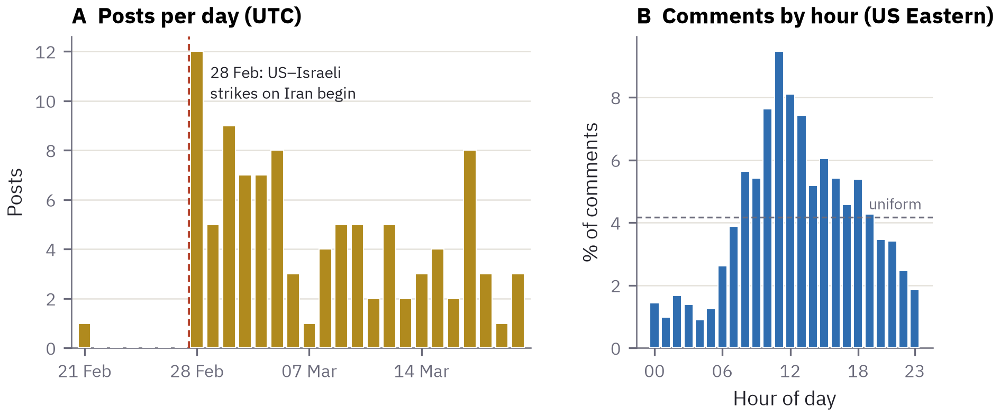 A Posts per day (UTC)
12
10
8
6
4
2
0
Posts
28 Feb: US–Israeli
strikes on Iran begin
21 Feb
28 Feb
07 Mar
14 Mar
B Comments by hour (US Eastern)
8
6
4
2
0
% of comments
uniform
00
06
12
18
23
Hour of day